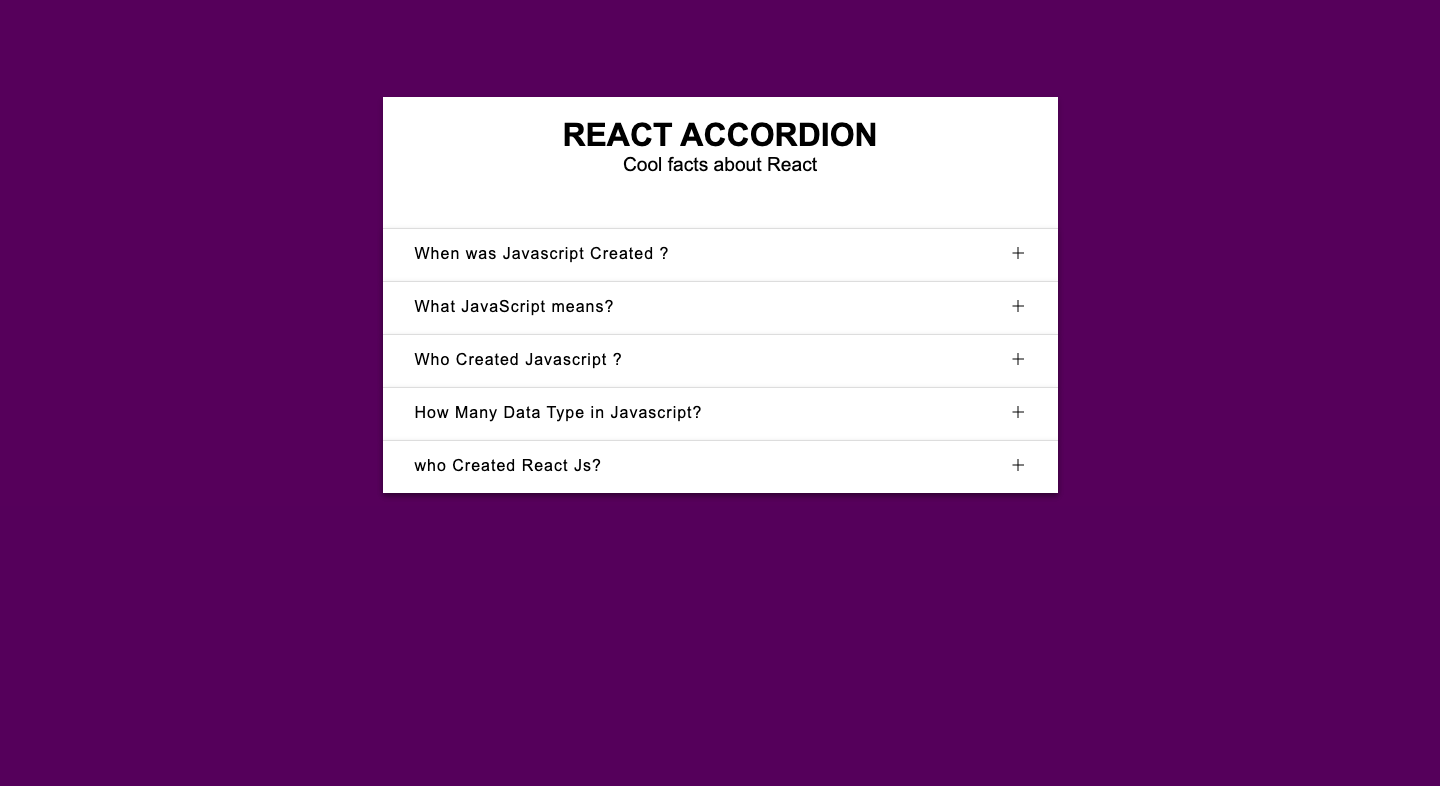 REACT ACCORDION
Cool facts about React
When was Javascript Created ?
What JavaScript means?
Who Created Javascript ?
How Many Data Type in Javascript?
who Created React Js?